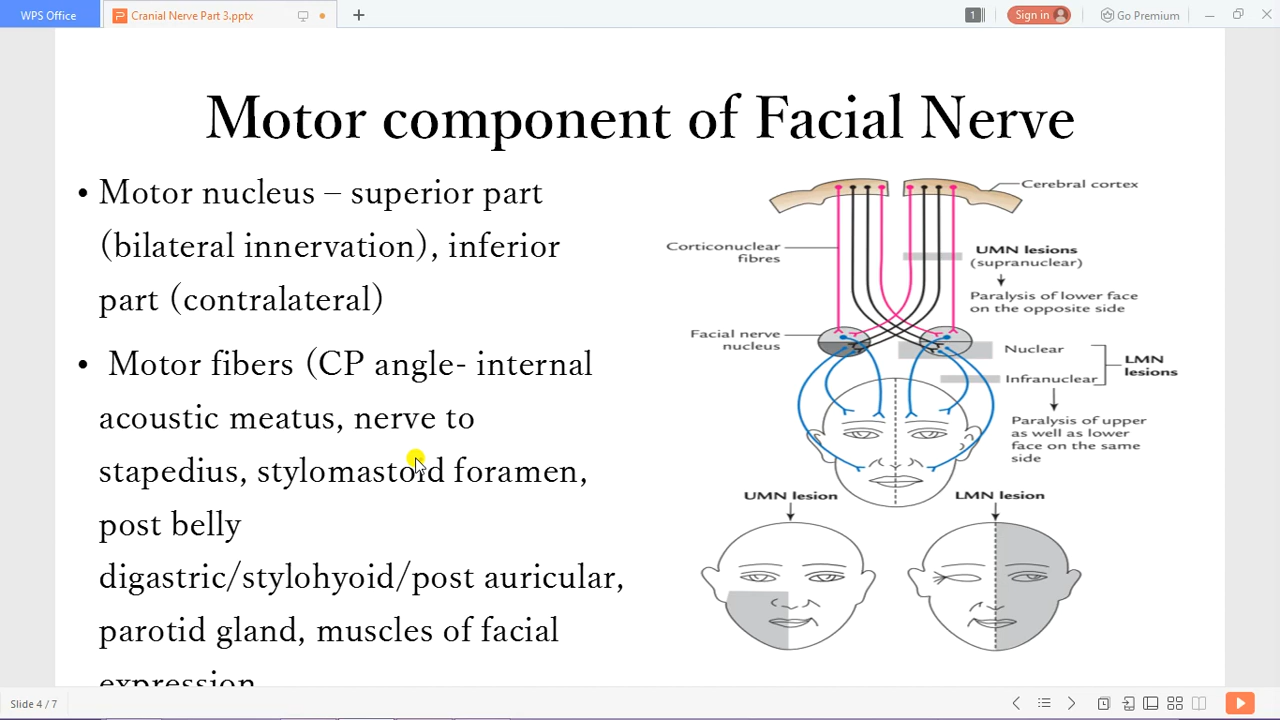 WPS Office
Cranial Nerve Part 3.pptx
1
Sign in
Go Premium
Motor component of Facial Nerve
• Motor nucleus – superior part
(bilateral innervation), inferior
part (contralateral)
• Motor fibers (CP angle- internal
acoustic meatus, nerve to
stapedius, stylomastoid foramen,
post belly
digastric/stylohyoid/post auricular,
parotid gland, muscles of facial
expression
Cerebral cortex
Corticonuclear
fibres
UMN lesions
(supranuclear)
Paralysis of lower face
on the opposite side
Facial nerve
nucleus
Nuclear
LMN
lesions
Infranuclear
Paralysis of upper
as well as lower
face on the same
side
UMN lesion
LMN lesion
Slide 4 / 7